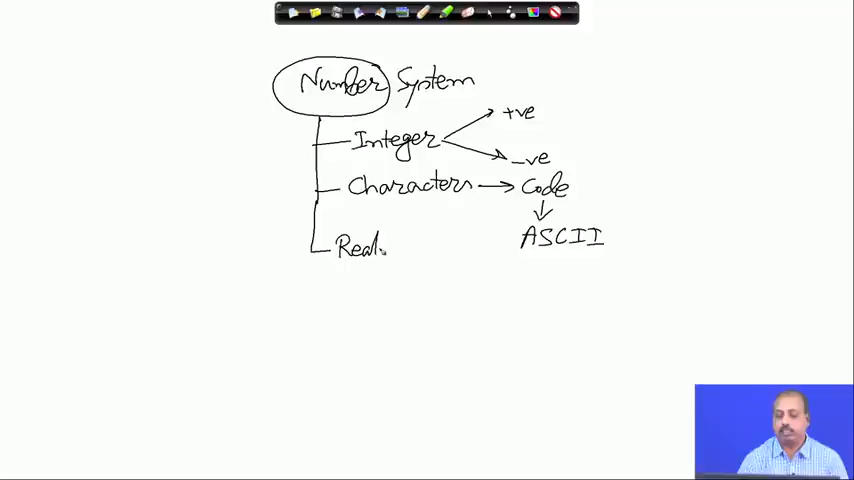 Number System
Integer
+ve
-ve
Characters → Code
ASCII
Real